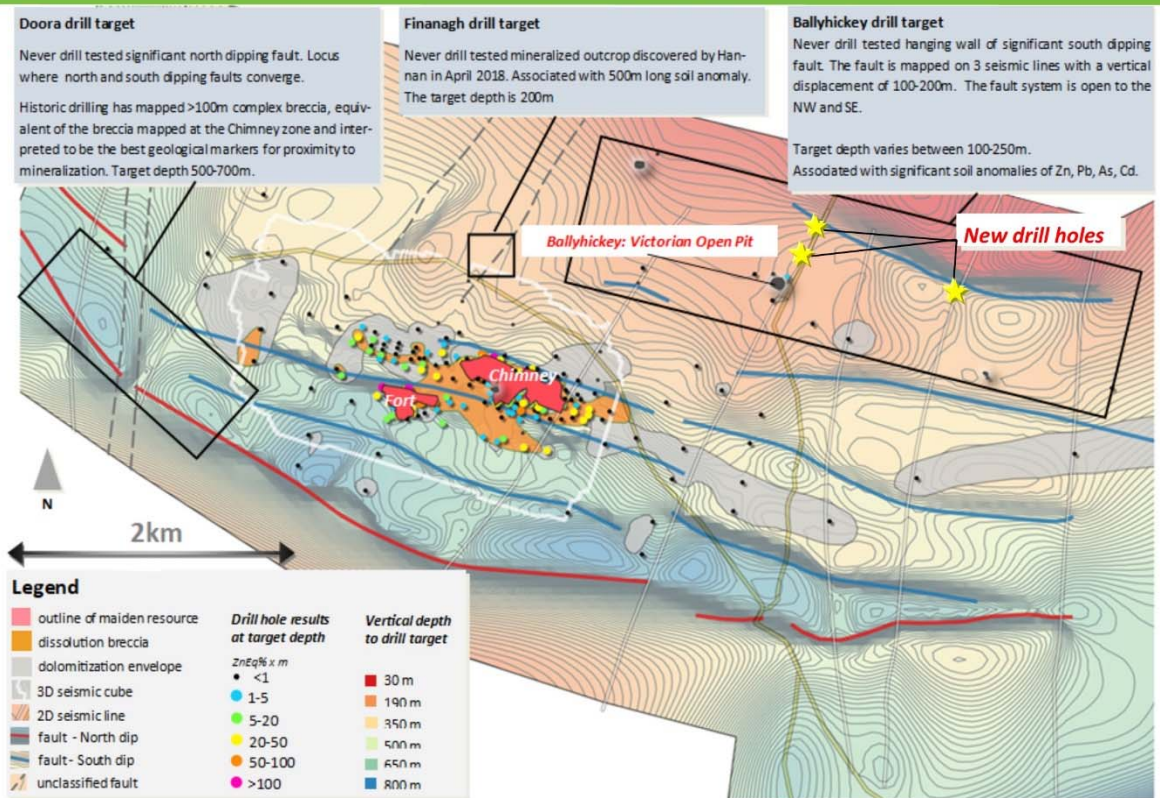 Doora drill target
Never drill tested significant north dipping fault. Locus
where north and south dipping faults converge.
Historic drilling has mapped >100m complex breccia, equiv-
alent of the breccia mapped at the Chimney zone and inter-
preted to be the best geological markers for proximity to
mineralization. Target depth 500-700m.
Finanagh drill target
Never drill tested mineralized outcrop discovered by Han-
nan in April 2018. Associated with 500m long soil anomaly.
The target depth is 200m
Ballyhickey drill target
Never drill tested hanging wall of significant south dipping
fault. The fault is mapped on 3 seismic lines with a vertical
displacement of 100-200m. The fault system is open to the
NW and SE.
Target depth varies between 100-250m.
Associated with significant soil anomalies of Zn, Pb, As, Cd.
Ballyhickey: Victorian Open Pit
New drill holes
Chimney
Fort
N
2km
Legend
outline of maiden resource
dissolution breccia
dolomitization envelope
3D seismic cube
2D seismic line
fault - North dip
fault - South dip
unclassified fault
Drill hole results
at target depth
ZnEq% x m
<1
1-5
5-20
20-50
50-100
>100
Vertical depth
to drill target
30 m
190 m
350 m
500 m
650 m
800 m